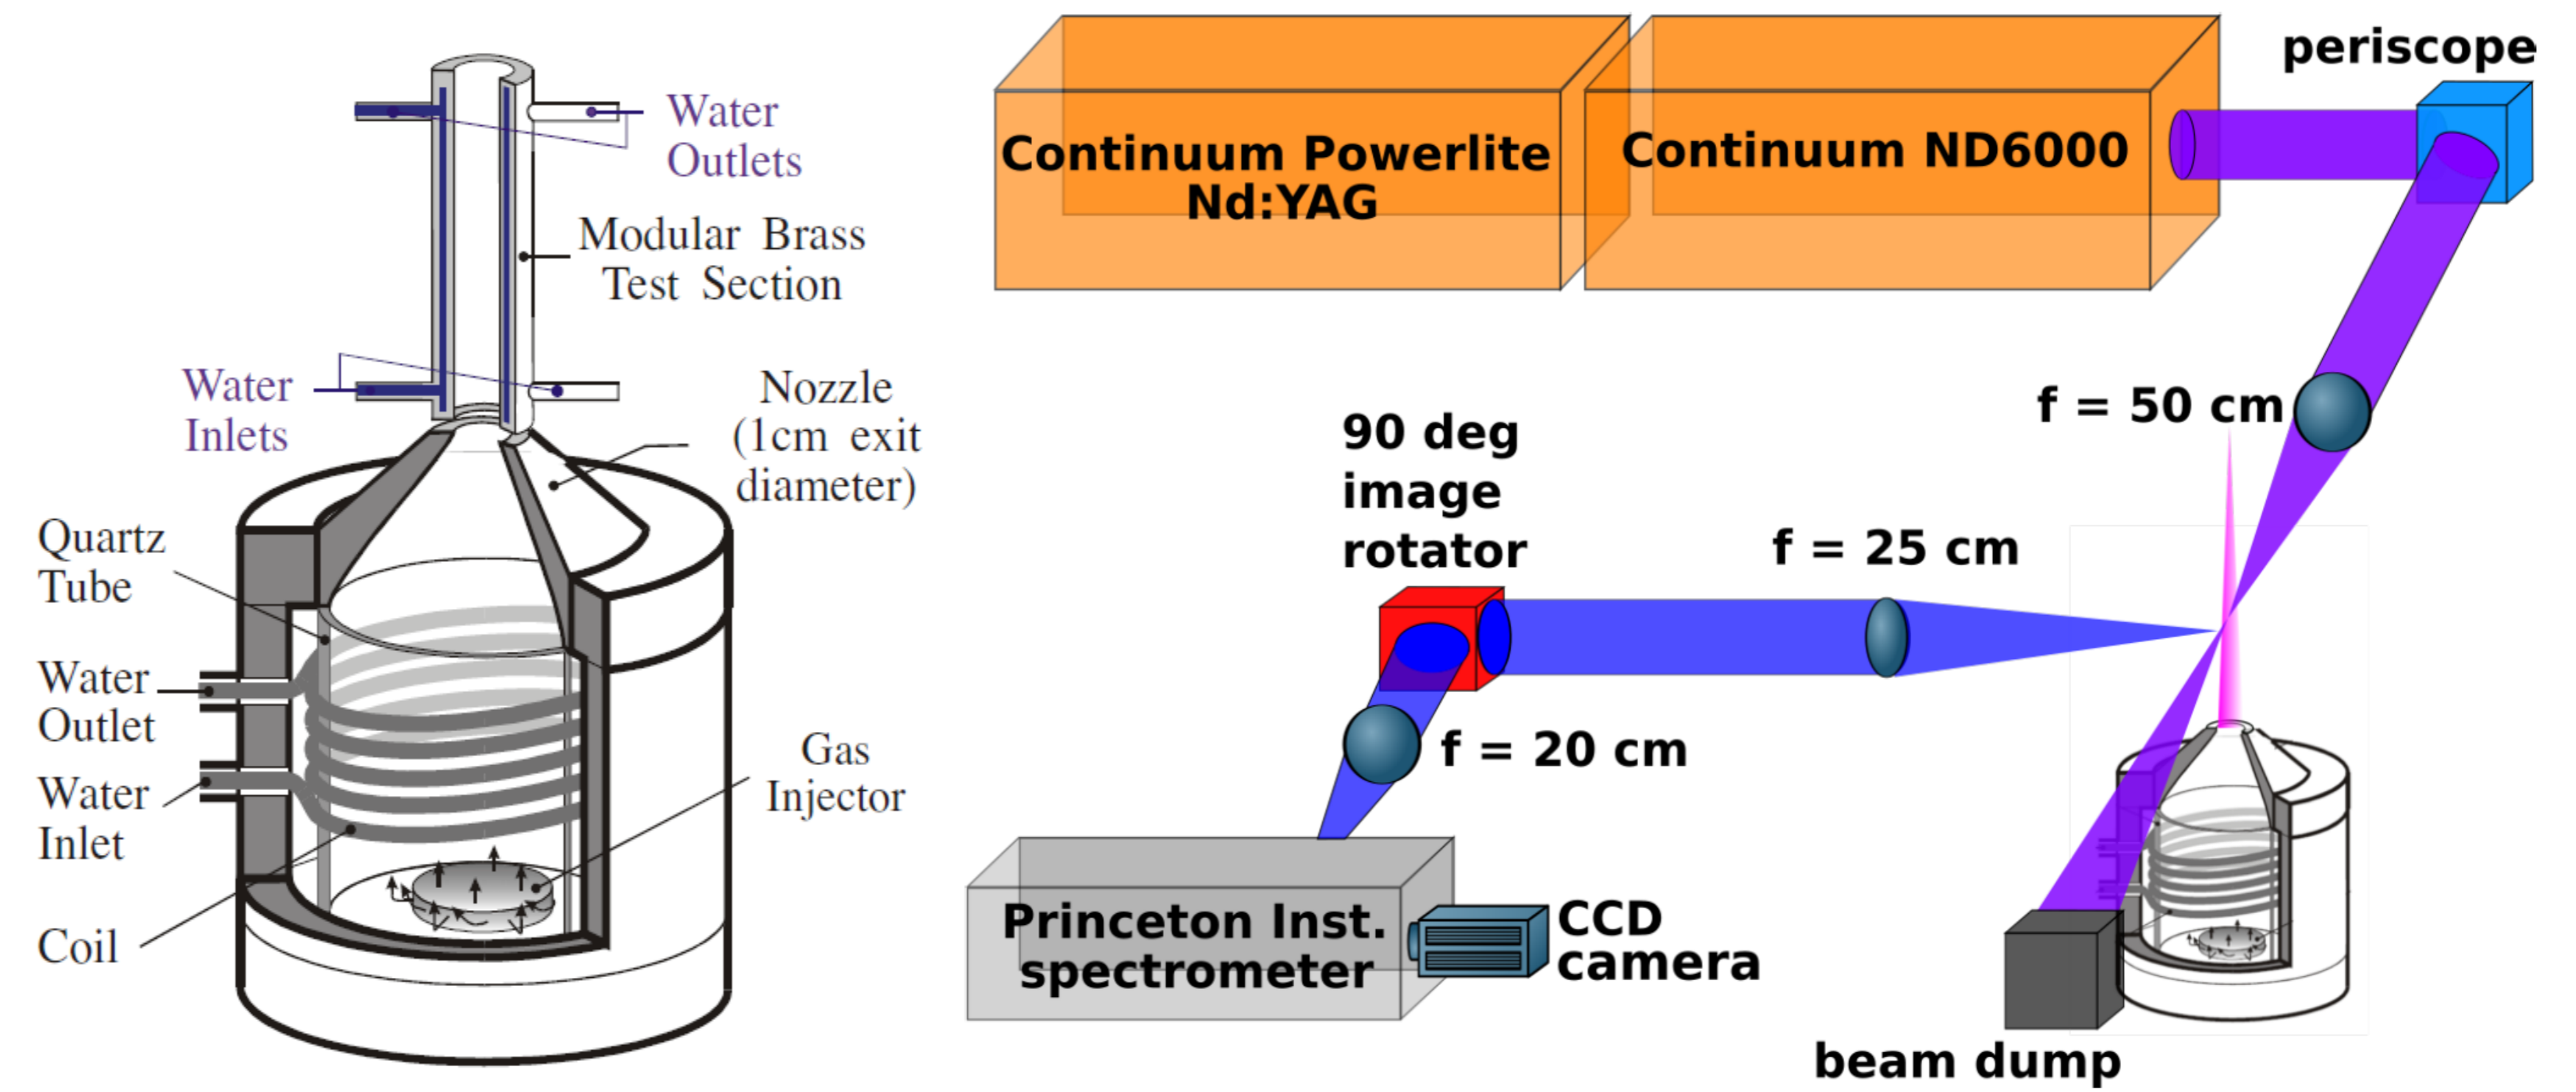 Water
Outlets
Modular Brass
Test Section
Water
Inlets
Nozzle
(1cm exit
diameter)
Quartz
Tube
Water
Outlet
Water
Inlet
Gas
Injector
Coil
Continuum Powerlite
Nd:YAG
Continuum ND6000
periscope
f = 50 cm
90 deg
image
rotator
f = 25 cm
f = 20 cm
Princeton Inst.
spectrometer
CCD
camera
beam dump